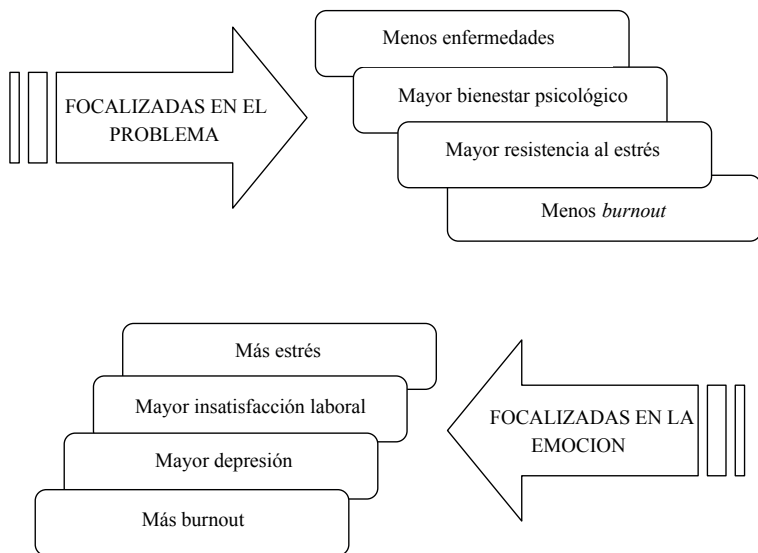 FOCALIZADAS EN EL
PROBLEMA
Menos enfermedades
Mayor bienestar psicológico
Mayor resistencia al estrés
Menos burnout
Más estrés
Mayor insatisfacción laboral
Mayor depresión
Más burnout
FOCALIZADAS EN LA
EMOCION